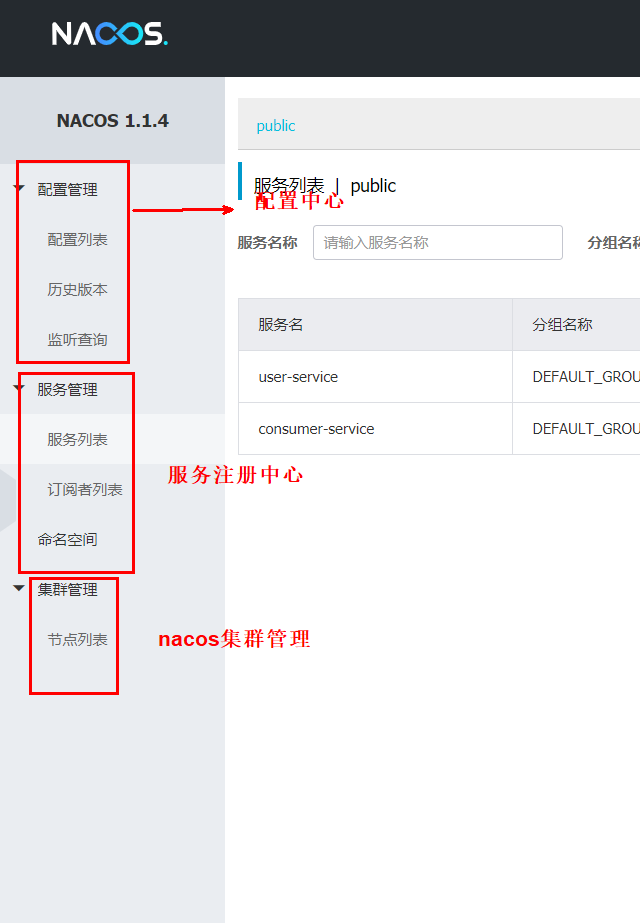 NACOS.
NACOS 1.1.4
public
配置管理
服务列表 | public
配置中心
配置列表
服务名称 请输入服务名称 分组名称
历史版本
监听查询
服务名 分组名称
服务管理
user-service DEFAULT_GROU
服务列表
consumer-service DEFAULT_GROU
服务注册中心
订阅者列表
命名空间
集群管理
节点列表
nacos集群管理